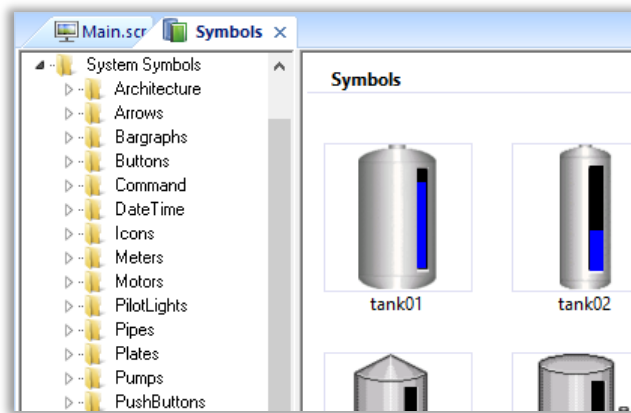 Main.scr Symbols
System Symbols
Architecture
Arrows
Bargraphs
Buttons
Command
DateTime
Icons
Meters
Motors
PilotLights
Pipes
Plates
Pumps
PushButtons
Symbols
tank01 tank02